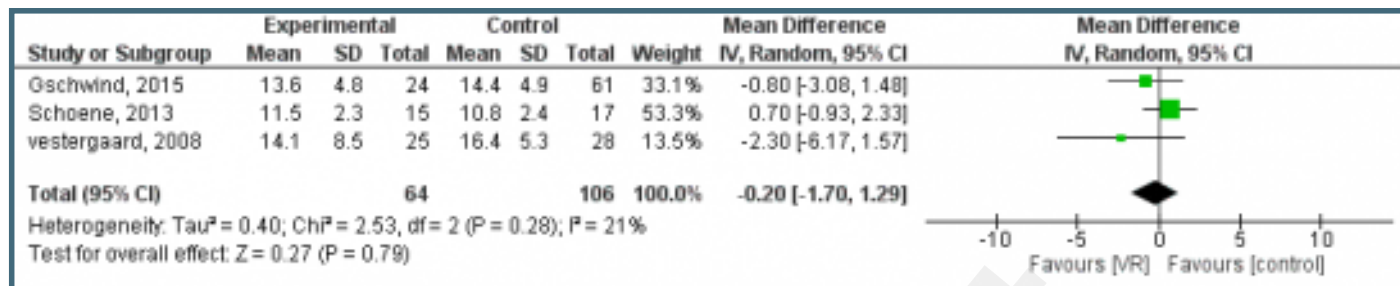 Experimental Control Mean Difference Mean Difference
Study or Subgroup Mean SD Total Mean SD Total Weight IV, Random, 95% CI IV, Random, 95% CI
Gschwind, 2015 13.6 4.8 24 14.4 4.9 61 33.1% -0.80 [-3.08, 1.48]
Schoene, 2013 11.5 2.3 15 10.8 2.4 17 53.3% 0.70 [-0.93, 2.33]
vestergaard, 2008 14.1 8.5 25 16.4 5.3 28 13.5% -2.30 [-6.17, 1.57]
Total (95% CI) 64 106 100.0% -0.20 [-1.70, 1.29]
Heterogeneity: Tau² = 0.40; Chi² = 2.53, df = 2 (P = 0.28); I² = 21%
Test for overall effect: Z = 0.27 (P = 0.79)
-10 -5 0 5 10
Favours [VR] Favours [control]